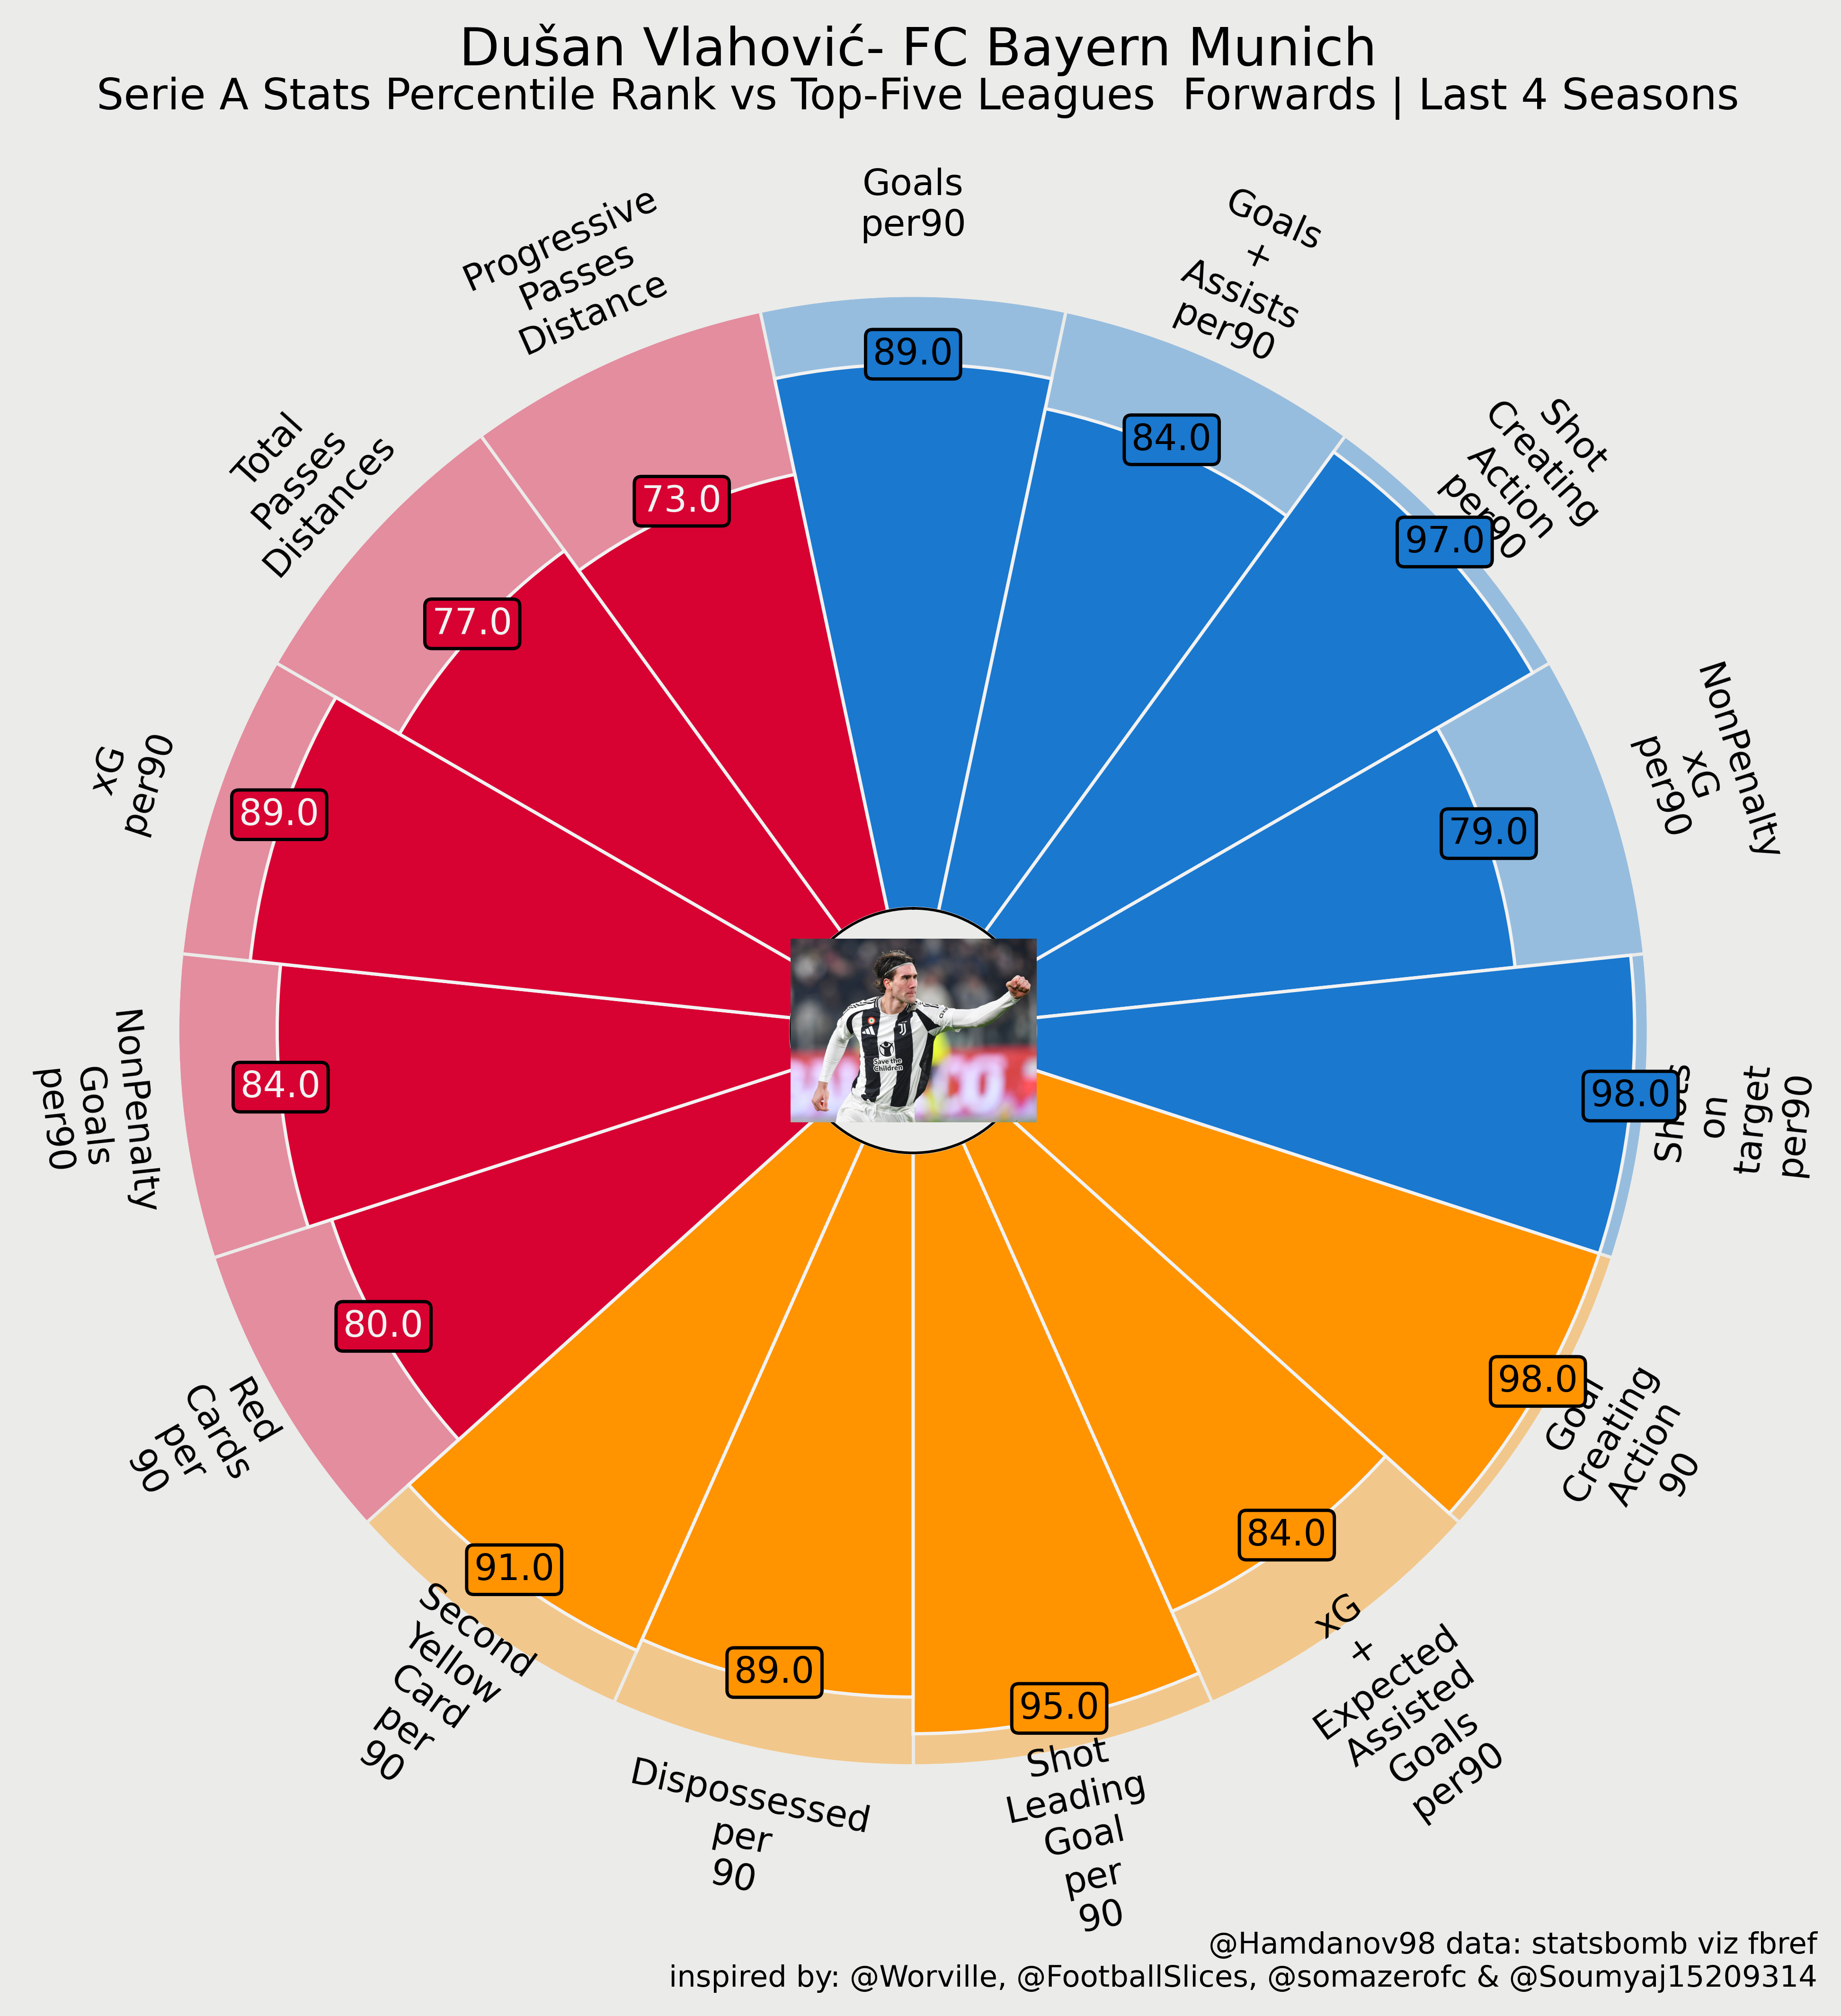 Dušan Vlahović- FC Bayern Munich
Serie A Stats Percentile Rank vs Top-Five Leagues  Forwards | Last 4 Seasons
Goals
per90
89.0
Goals
+
Assists
per90
84.0
Shot
Creating
Action
per90
97.0
NonPenalty
xG
per90
79.0
Shots
on
target
per90
98.0
Goal
Creating
Action
90
98.0
xG
+
Expected
Assisted
Goals
per90
84.0
Shot
Leading
Goal
per
90
95.0
Dispossessed
per
90
89.0
Second
Yellow
Card
per
90
91.0
Red
Cards
per
90
80.0
NonPenalty
Goals
per90
84.0
xG
per90
89.0
Total
Passes
Distances
77.0
Progressive
Passes
Distance
73.0
Save the
Children
@Hamdanov98 data: statsbomb viz fbref
inspired by: @Worville, @FootballSlices, @somazerofc & @Soumyaj15209314